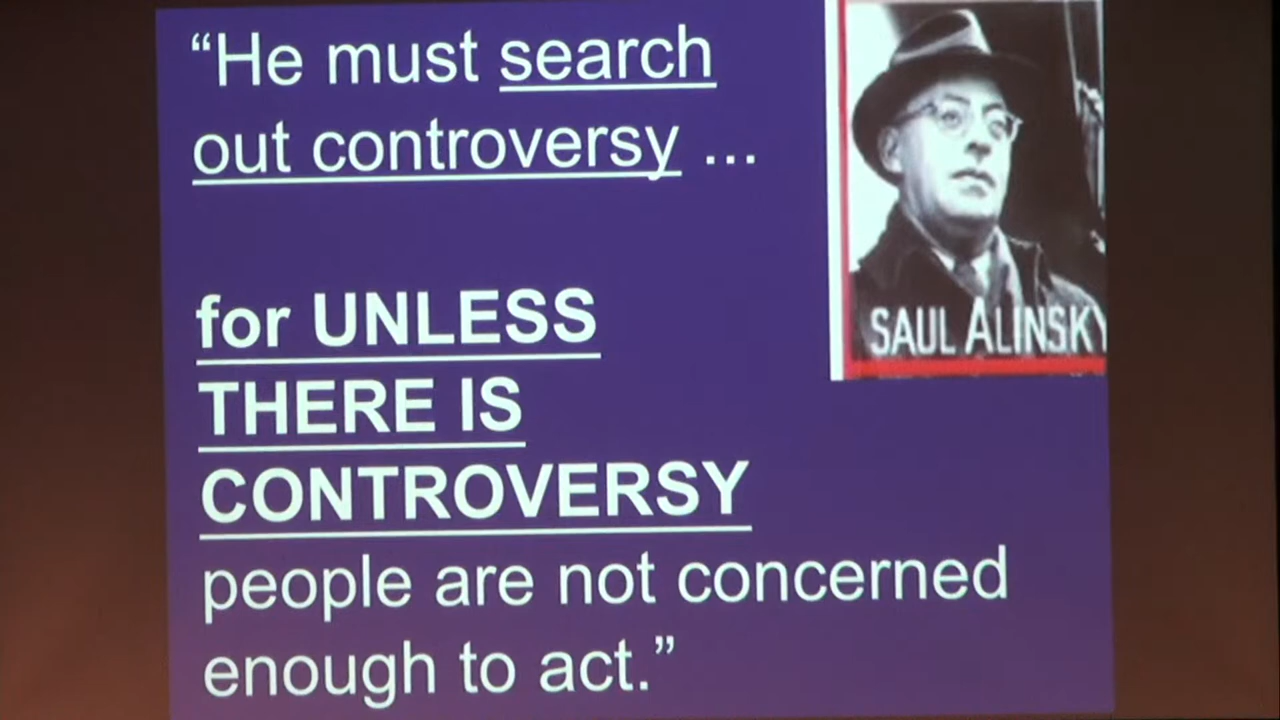 “He must search
out controversy ...
for UNLESS
THERE IS
CONTROVERSY
people are not concerned
enough to act.”
SAUL ALINSKY